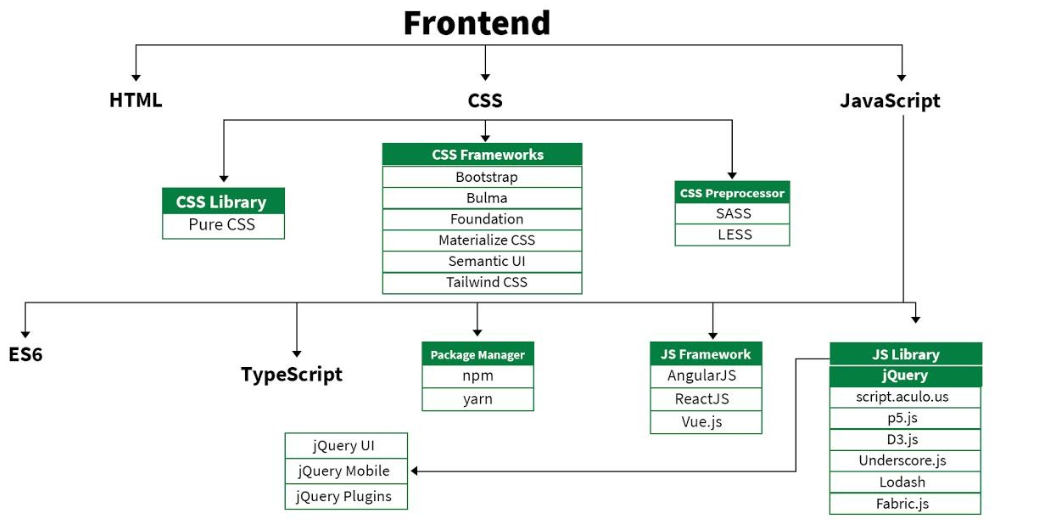 Frontend
HTML
CSS
JavaScript
CSS Library
Pure CSS
CSS Frameworks
Bootstrap
Bulma
Foundation
Materialize CSS
Semantic UI
Tailwind CSS
CSS Preprocessor
SASS
LESS
ES6
TypeScript
Package Manager
npm
yarn
JS Framework
AngularJS
ReactJS
Vue.js
JS Library
jQuery
script.aculo.us
p5.js
D3.js
Underscore.js
Lodash
Fabric.js
jQuery UI
jQuery Mobile
jQuery Plugins